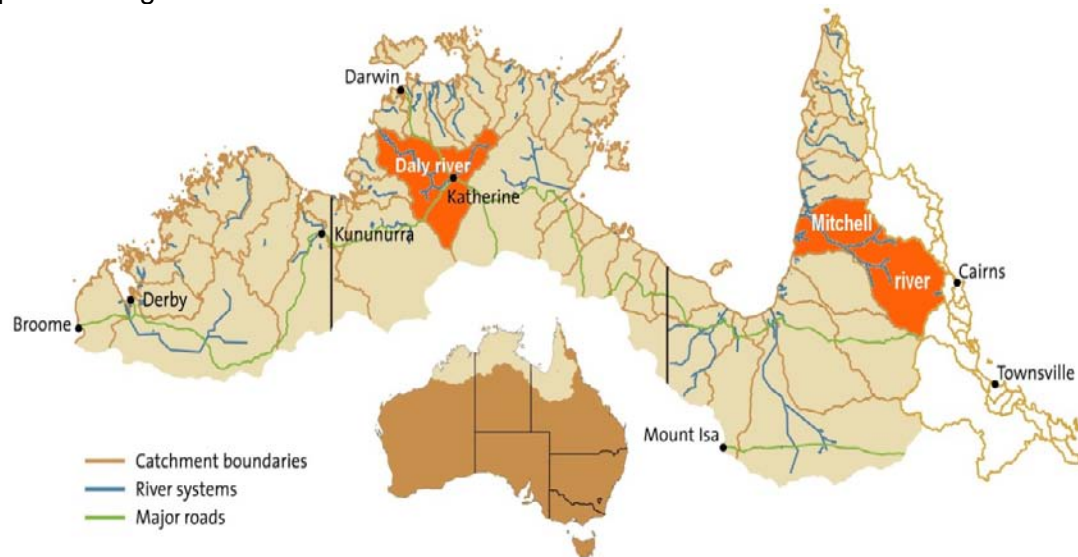 Darwin
Daly river
Katherine
Kununurra
Derby
Broome
Mitchell
river
Cairns
Townsville
Mount Isa
Catchment boundaries
River systems
Major roads